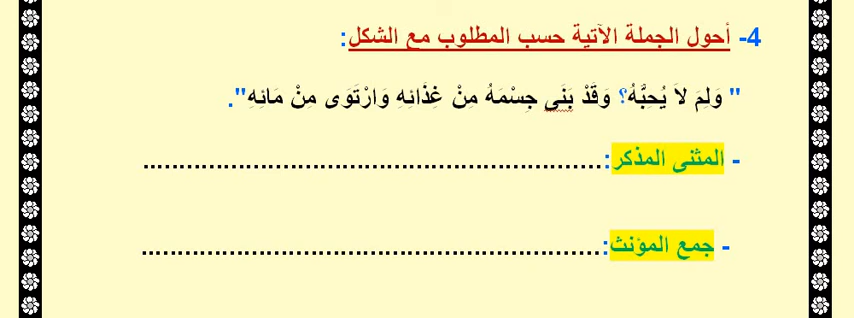 4- أحول الجملة الآتية حسب المطلوب مع الشكل:
" وَلِمَ لاَ يُحِبَّهُ؟ وَقَدْ بَنَى جِسْمَهُ مِنْ غِذَائِهِ وَارْتَوَى مِنْ مَائِهِ".
- المثنى المذكر:..............................................................
- جمع المؤنث:..............................................................